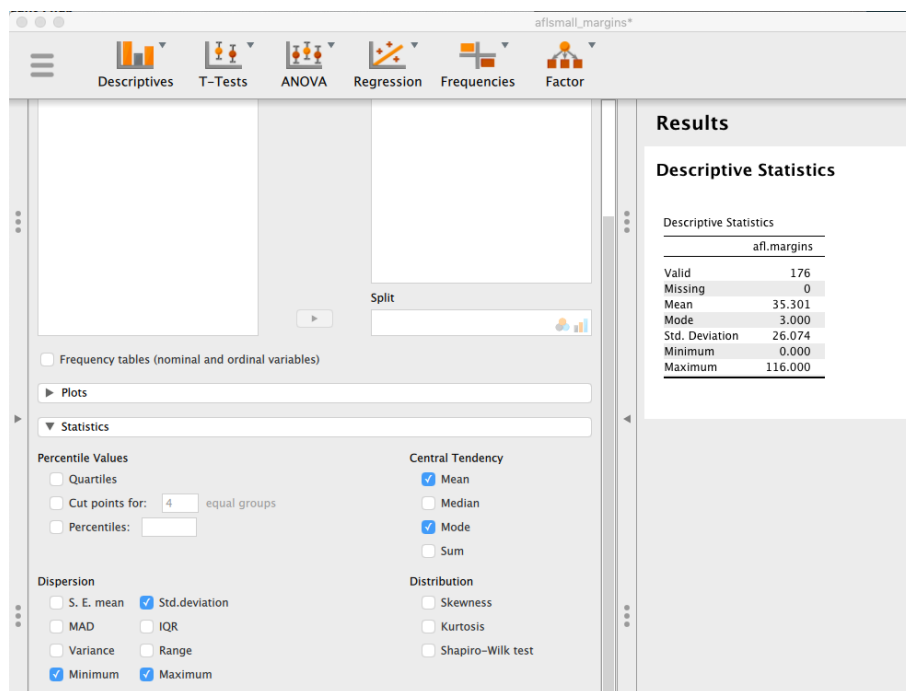 aflsmall_margins*
Descriptives T-Tests ANOVA Regression Frequencies Factor
Split
Frequency tables (nominal and ordinal variables)
Plots
Statistics
Percentile Values
Quartiles
Cut points for: 4 equal groups
Percentiles:
Central Tendency
Mean
Median
Mode
Sum
Dispersion
S. E. mean Std.deviation
MAD IQR
Variance Range
Minimum Maximum
Distribution
Skewness
Kurtosis
Shapiro-Wilk test
Results
Descriptive Statistics
Descriptive Statistics
afl.margins
Valid 176
Missing 0
Mean 35.301
Mode 3.000
Std. Deviation 26.074
Minimum 0.000
Maximum 116.000